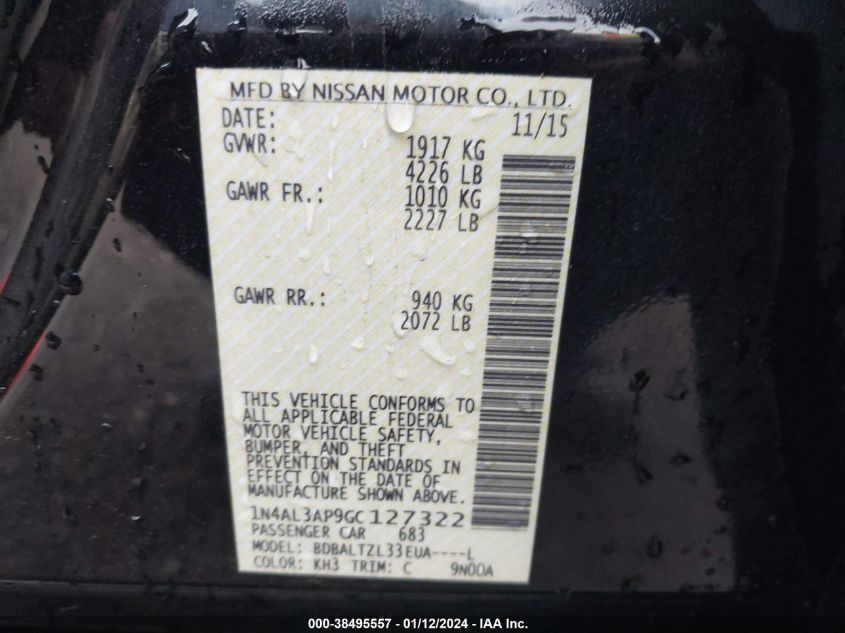 MFD BY NISSAN MOTOR CO., LTD.
DATE: 11/15
GVWR: 1917 KG
4226 LB
GAWR FR.: 1010 KG
2227 LB
GAWR RR.: 940 KG
2072 LB
THIS VEHICLE CONFORMS TO
ALL APPLICABLE FEDERAL
MOTOR VEHICLE SAFETY,
BUMPER, AND THEFT
PREVENTION STANDARDS IN
EFFECT ON THE DATE OF
MANUFACTURE SHOWN ABOVE.
1N4AL3AP9GC127322
PASSENGER CAR 683
MODEL: BDBALTZL33EUA----L
COLOR: KH3 TRIM: C 9N00A
000-38495557 - 01/12/2024 - IAA Inc.